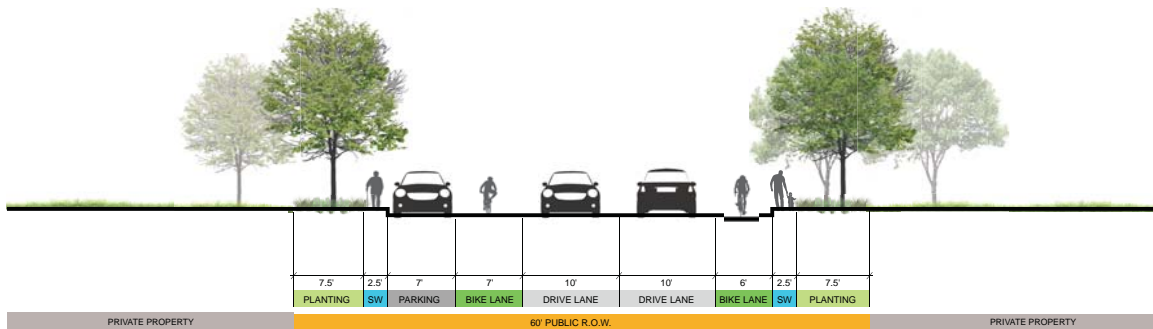 7.5' 2.5' 7' 7' 10' 10' 6' 2.5' 7.5'
PLANTING SW PARKING BIKE LANE DRIVE LANE DRIVE LANE BIKE LANE SW PLANTING
PRIVATE PROPERTY 60' PUBLIC R.O.W. PRIVATE PROPERTY